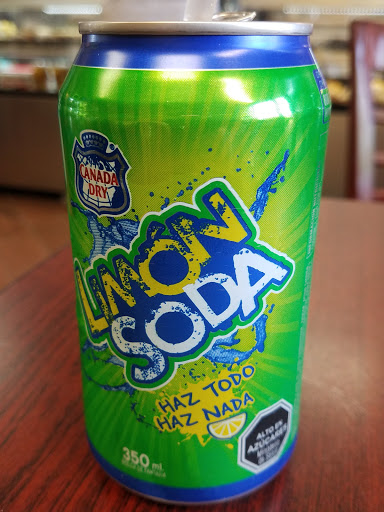 CANADA
DRY
LIMÓN
SODA
HAZ TODO
HAZ NADA
350 ml
ALTO EN
AZÚCARES